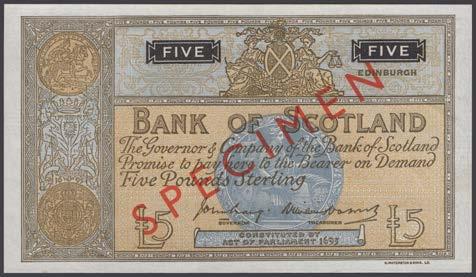 FIVE
FIVE
EDINBURGH
BANK OF SCOTLAND
The Governor & Company of the Bank of Scotland
Promise to pay here to the Bearer on Demand
Five Pounds Sterling
SPECIMEN
GOVERNOR
TREASURER
£5
£5
CONSTITUTED BY
ACT OF PARLIAMENT 1695